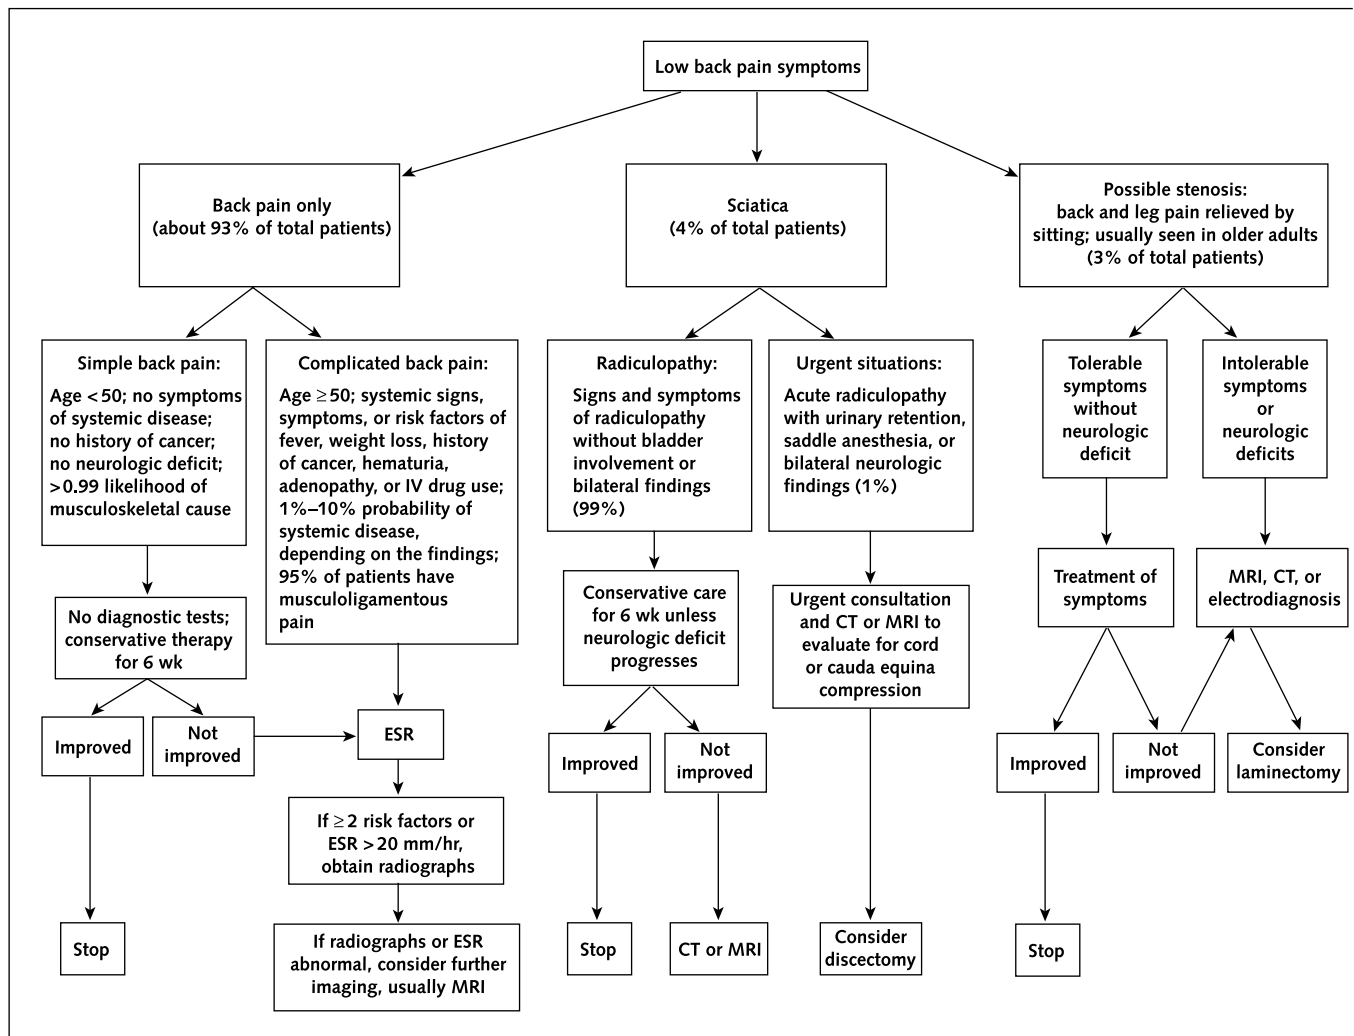 Low back pain symptoms
Back pain only
(about 93% of total patients)
Sciatica
(4% of total patients)
Possible stenosis:
back and leg pain relieved by
sitting; usually seen in older adults
(3% of total patients)
Simple back pain:
Age <50; no symptoms
of systemic disease;
no history of cancer;
no neurologic deficit;
>0.99 likelihood of
musculoskeletal cause
Complicated back pain:
Age ≥50; systemic signs,
symptoms, or risk factors of
fever, weight loss, history
of cancer, hematuria,
adenopathy, or IV drug use;
1%–10% probability of
systemic disease,
depending on the findings;
95% of patients have
musculoligamentous
pain
Radiculopathy:
Signs and symptoms
of radiculopathy
without bladder
involvement or
bilateral findings
(99%)
Urgent situations:
Acute radiculopathy
with urinary retention,
saddle anesthesia, or
bilateral neurologic
findings (1%)
Tolerable
symptoms
without
neurologic
deficit
Intolerable
symptoms
or
neurologic
deficits
No diagnostic tests;
conservative therapy
for 6 wk
Conservative care
for 6 wk unless
neurologic deficit
progresses
Urgent consultation
and CT or MRI to
evaluate for cord
or cauda equina
compression
Treatment of
symptoms
MRI, CT, or
electrodiagnosis
Improved
Not
improved
ESR
Improved
Not
improved
Improved
Not
improved
Consider
laminectomy
If ≥2 risk factors or
ESR >20 mm/hr,
obtain radiographs
Stop
If radiographs or ESR
abnormal, consider further
imaging, usually MRI
Stop
CT or MRI
Consider
discectomy
Stop